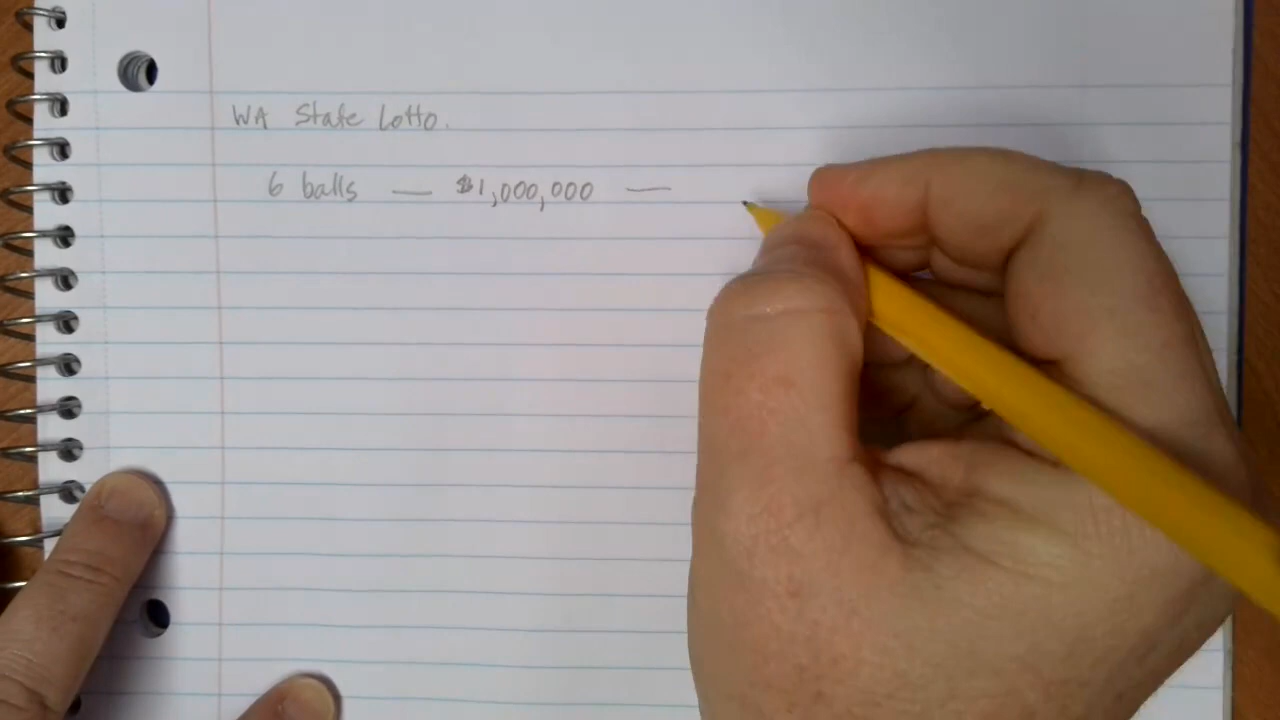 WA State Lotto.
6 balls — $1,000,000 —